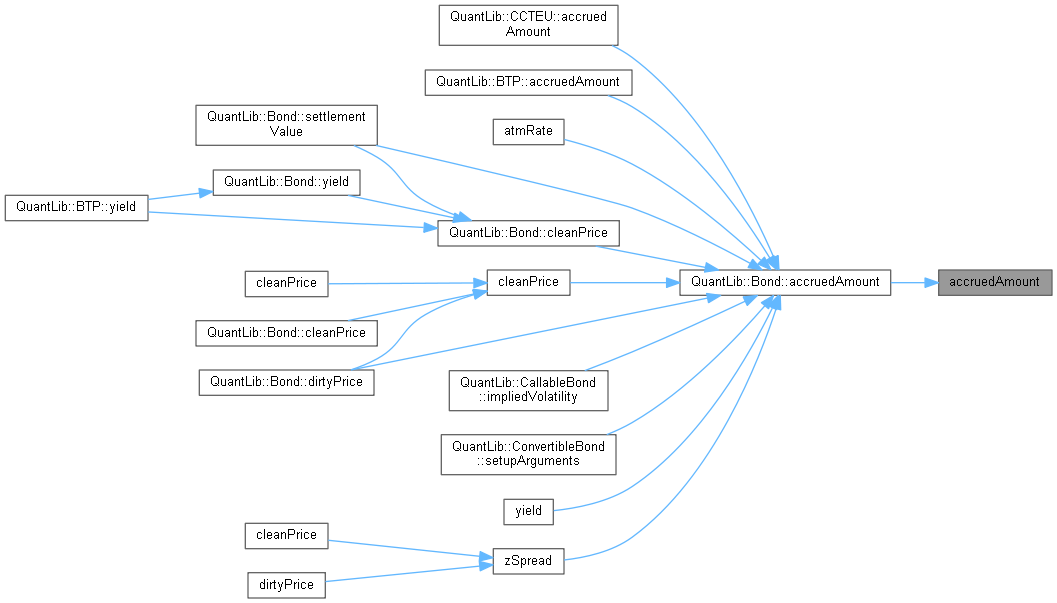 QuantLib::CCTEU::accrued
Amount
QuantLib::BTP::accruedAmount
QuantLib::Bond::settlement
Value
atmRate
QuantLib::Bond::yield
QuantLib::BTP::yield
QuantLib::Bond::cleanPrice
cleanPrice
cleanPrice
QuantLib::Bond::accruedAmount
accruedAmount
QuantLib::Bond::cleanPrice
QuantLib::Bond::dirtyPrice
QuantLib::CallableBond
::impliedVolatility
QuantLib::ConvertibleBond
::setupArguments
yield
cleanPrice
zSpread
dirtyPrice